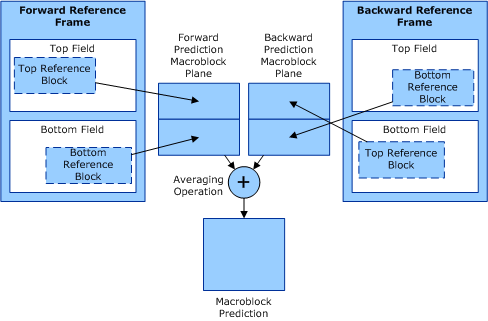 Forward Reference
Frame
Top Field
Top Reference
Block
Bottom Field
Bottom
Reference
Block
Forward
Prediction
Macroblock
Plane
Backward
Prediction
Macroblock
Plane
Backward Reference
Frame
Top Field
Bottom
Reference
Block
Bottom Field
Top Reference
Block
Averaging
Operation
+
Macroblock
Prediction